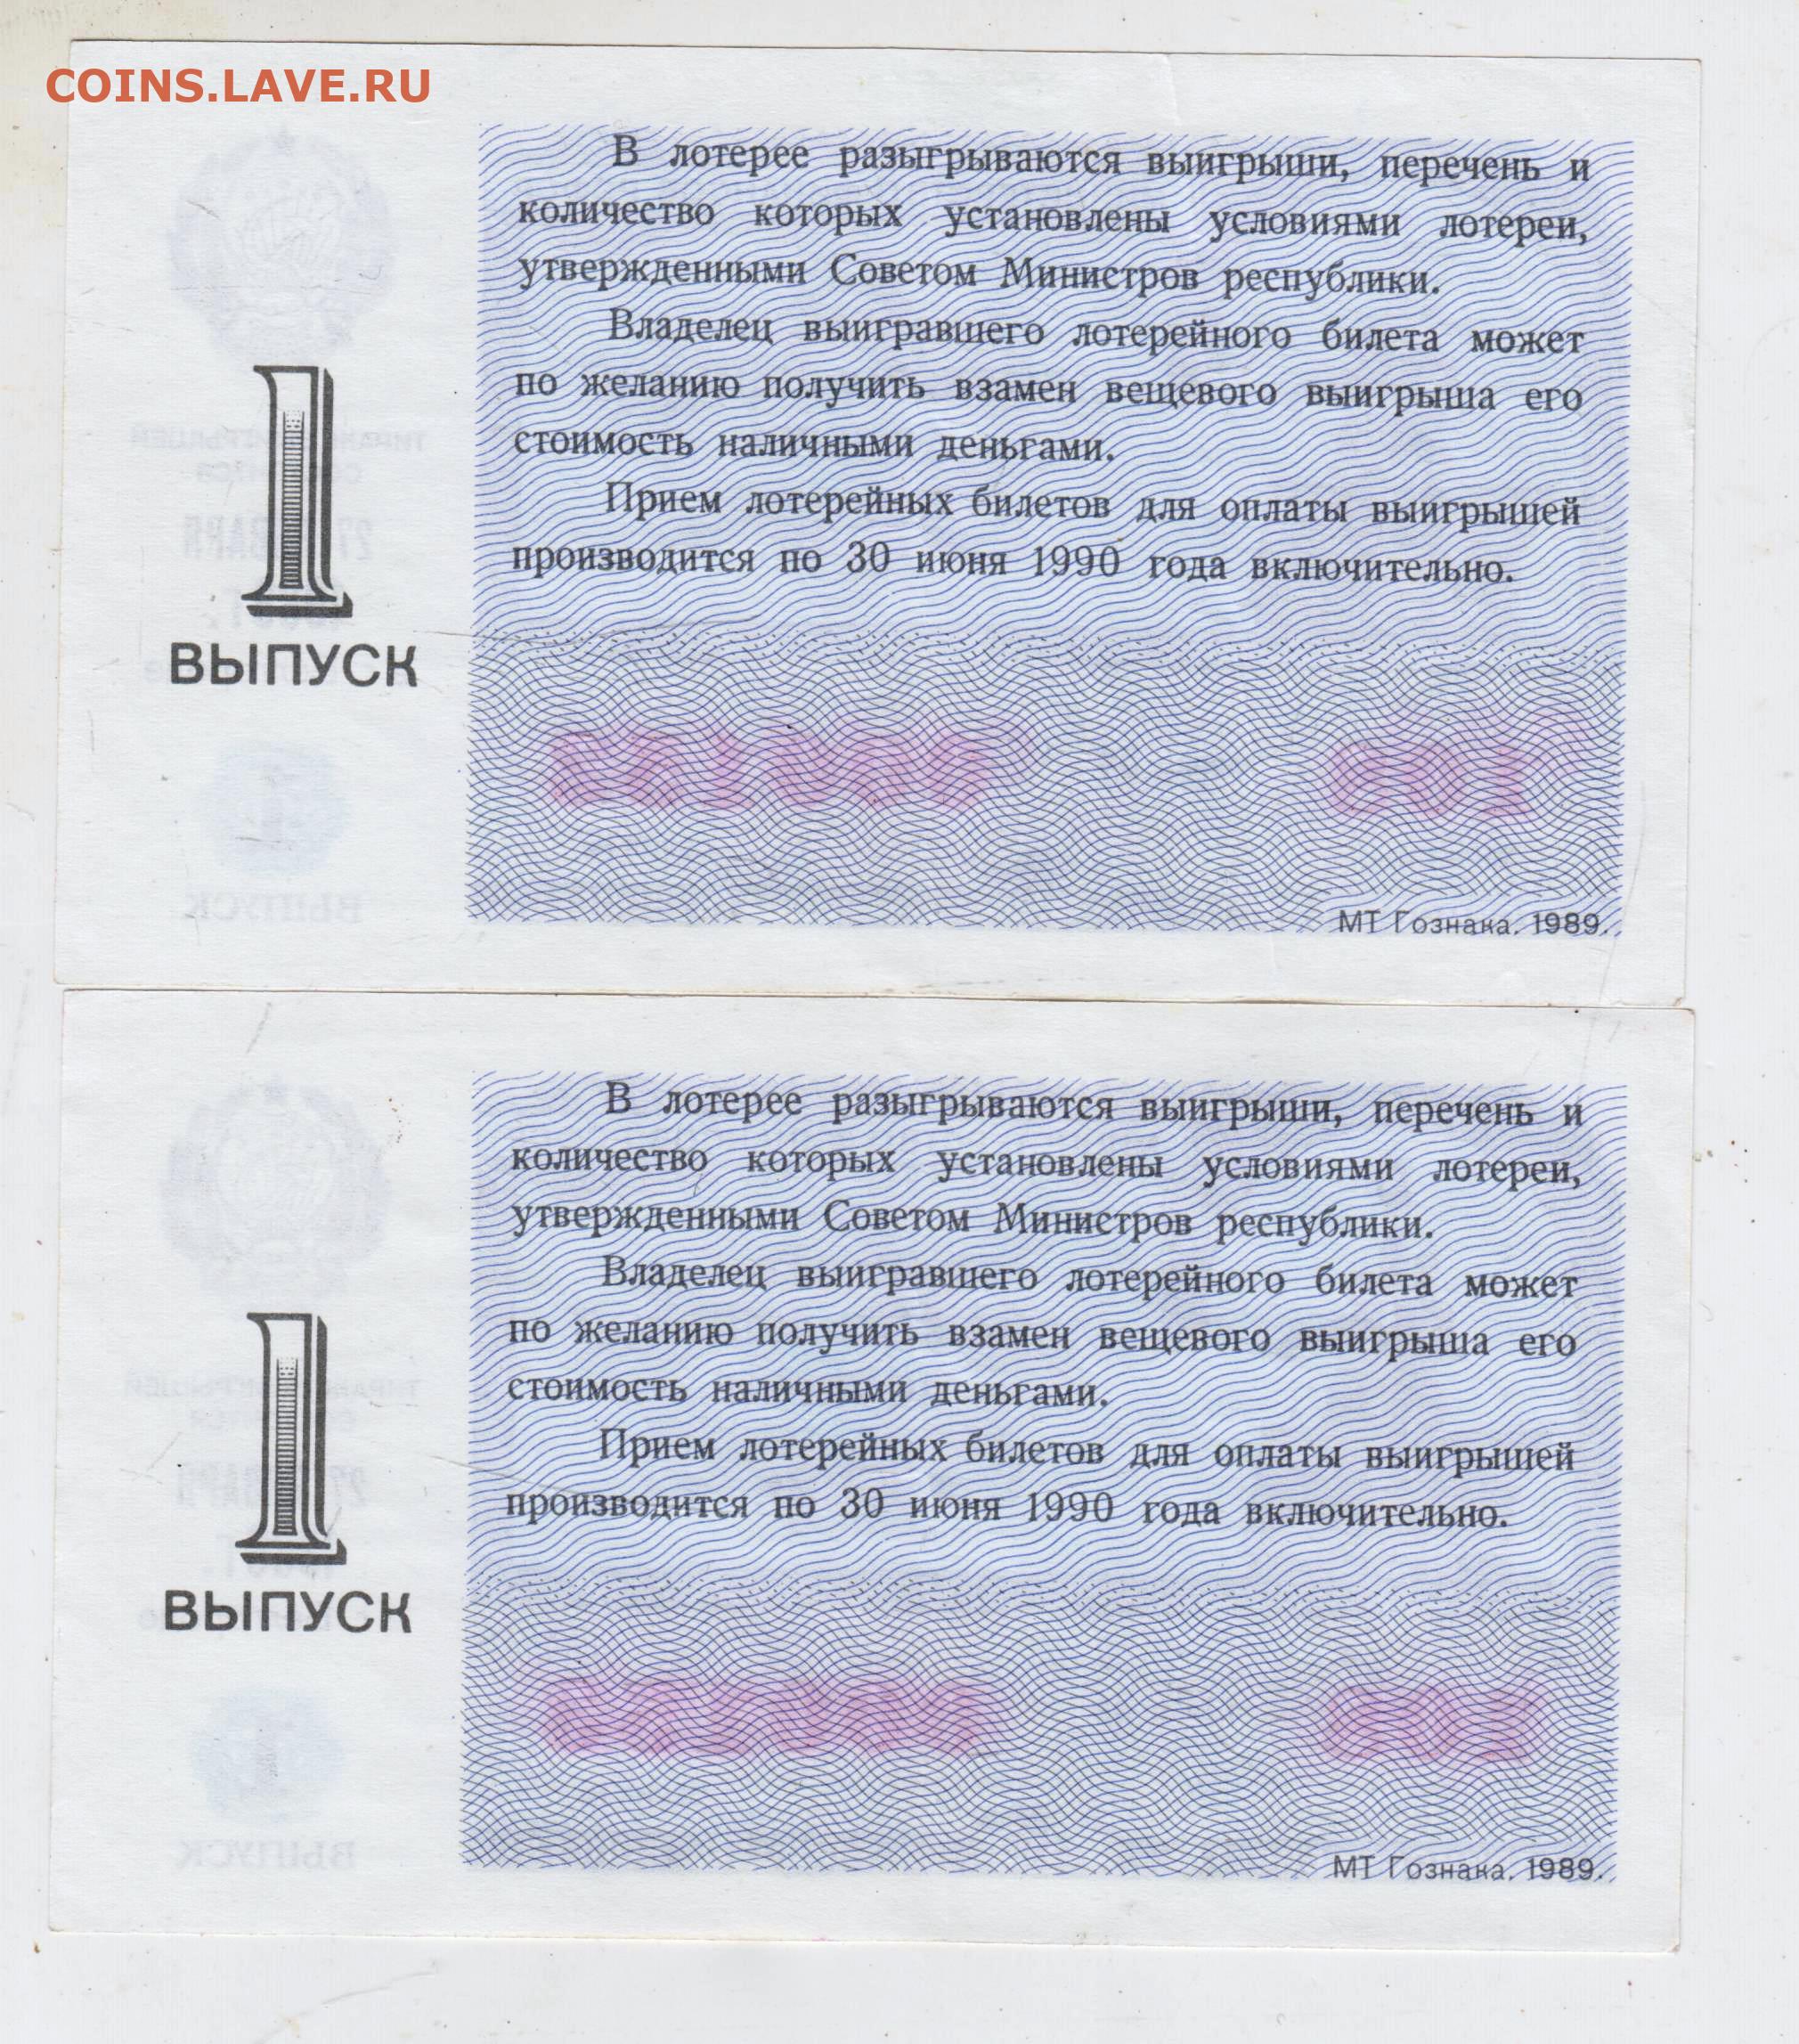 COINS.LAVE.RU
В лотерее разыгрываются выигрыши, перечень и
количество которых установлены условиями лотереи,
утвержденными Советом Министров республики.
Владелец выигравшего лотерейного билета может
по желанию получить взамен вещевого выигрыша его
стоимость наличными деньгами.
Прием лотерейных билетов для оплаты выигрышей
производится по 30 июня 1990 года включительно.
1
ВЫПУСК
МТ Гознака. 1989.
В лотерее разыгрываются выигрыши, перечень и
количество которых установлены условиями лотереи,
утвержденными Советом Министров республики.
Владелец выигравшего лотерейного билета может
по желанию получить взамен вещевого выигрыша его
стоимость наличными деньгами.
Прием лотерейных билетов для оплаты выигрышей
производится по 30 июня 1990 года включительно.
1
ВЫПУСК
МТ Гознака. 1989.